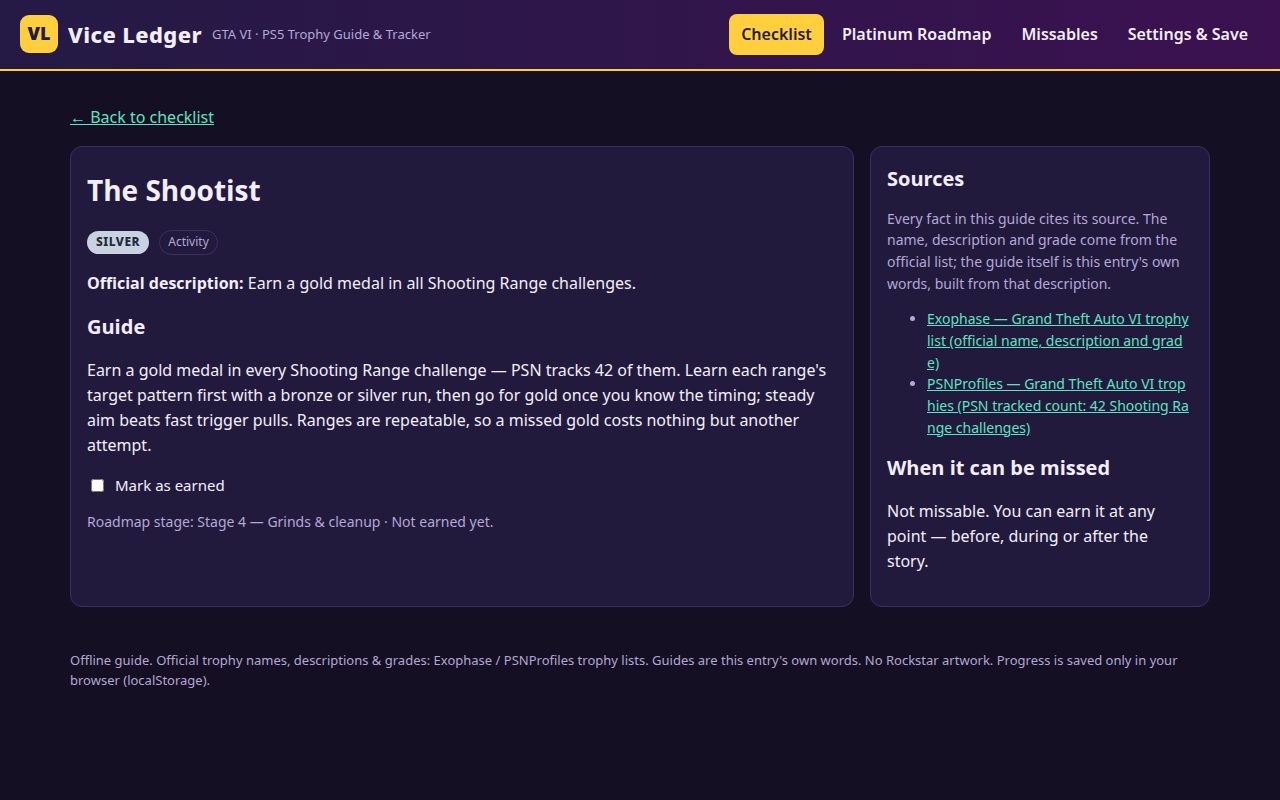 VL Vice Ledger GTA VI · PS5 Trophy Guide & Tracker Checklist Platinum Roadmap Missables Settings & Save
← Back to checklist
The Shootist
SILVER Activity
Official description: Earn a gold medal in all Shooting Range challenges.
Guide
Earn a gold medal in every Shooting Range challenge — PSN tracks 42 of them. Learn each range's
target pattern first with a bronze or silver run, then go for gold once you know the timing; steady
aim beats fast trigger pulls. Ranges are repeatable, so a missed gold costs nothing but another
attempt.
Mark as earned
Roadmap stage: Stage 4 — Grinds & cleanup · Not earned yet.
Sources
Every fact in this guide cites its source. The
name, description and grade come from the
official list; the guide itself is this entry's own
words, built from that description.
Exophase — Grand Theft Auto VI trophy
list (official name, description and grad
e)
PSNProfiles — Grand Theft Auto VI trop
hies (PSN tracked count: 42 Shooting Ra
nge challenges)
When it can be missed
Not missable. You can earn it at any
point — before, during or after the
story.
Offline guide. Official trophy names, descriptions & grades: Exophase / PSNProfiles trophy lists. Guides are this entry's own words. No Rockstar artwork. Progress is saved only in your
browser (localStorage).